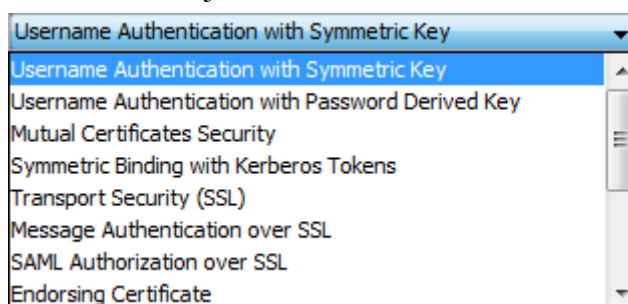 Username Authentication with Symmetric Key
Username Authentication with Symmetric Key
Username Authentication with Password Derived Key
Mutual Certificates Security
Symmetric Binding with Kerberos Tokens
Transport Security (SSL)
Message Authentication over SSL
SAML Authorization over SSL
Endorsing Certificate